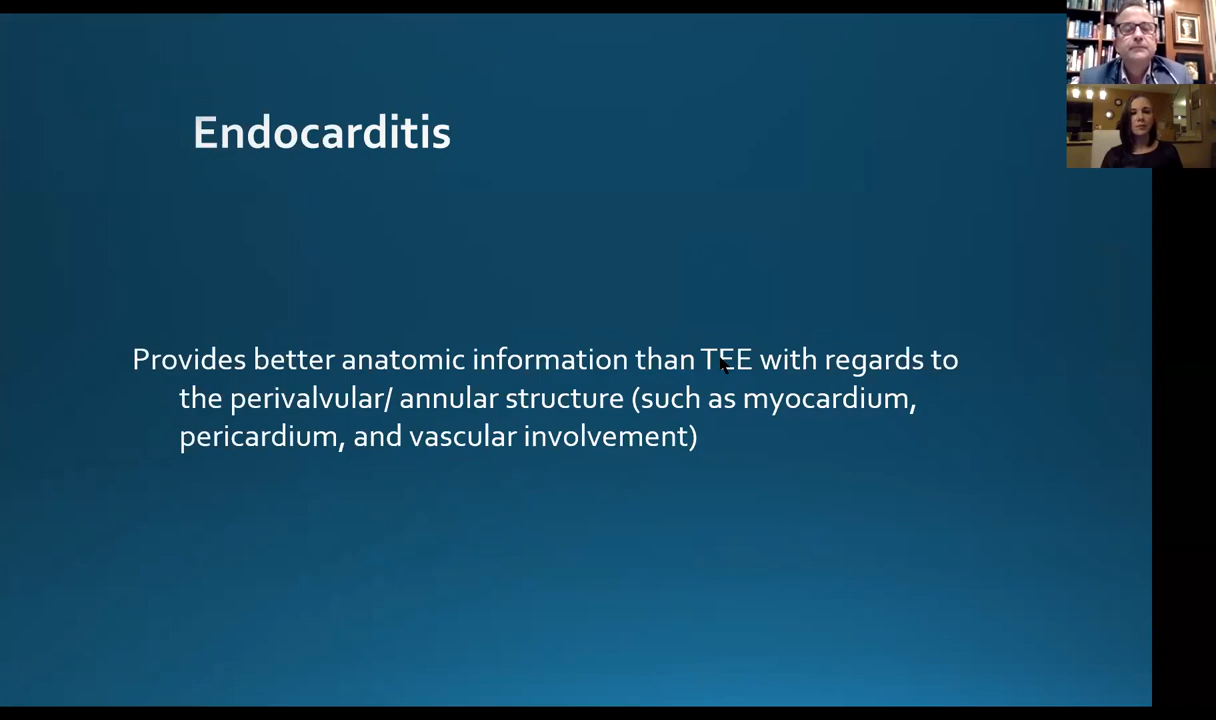 Endocarditis
Provides better anatomic information than TEE with regards to
the perivalvular/ annular structure (such as myocardium,
pericardium, and vascular involvement)